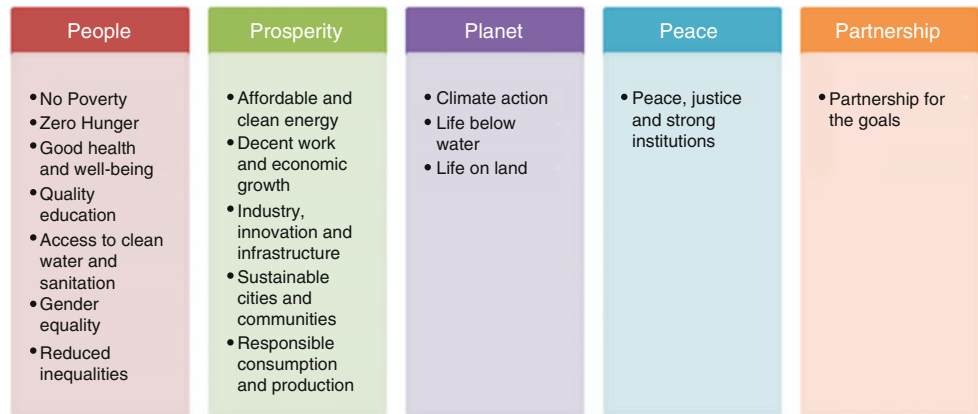 People
• No Poverty
• Zero Hunger
• Good health
and well-being
• Quality
education
• Access to clean
water and
sanitation
• Gender
equality
• Reduced
inequalities
Prosperity
• Affordable and
clean energy
• Decent work
and economic
growth
• Industry,
innovation and
infrastructure
• Sustainable
cities and
communities
• Responsible
consumption
and production
Planet
• Climate action
• Life below
water
• Life on land
Peace
• Peace, justice
and strong
institutions
Partnership
• Partnership for
the goals